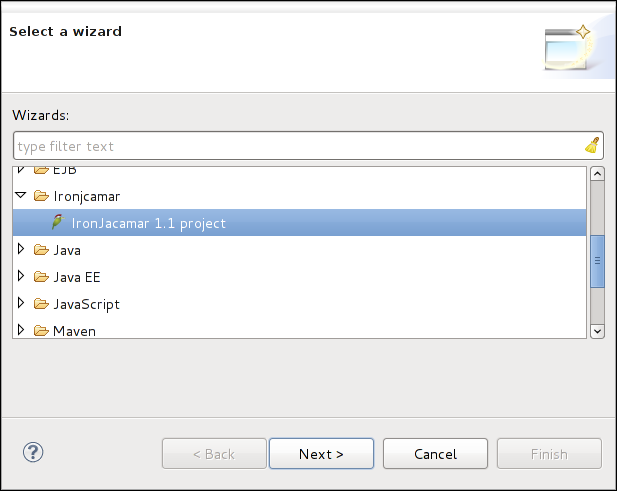 Select a wizard
Wizards:
type filter text
EJB
Ironjcamar
IronJacamar 1.1 project
Java
Java EE
JavaScript
Maven
?
< Back
Next >
Cancel
Finish